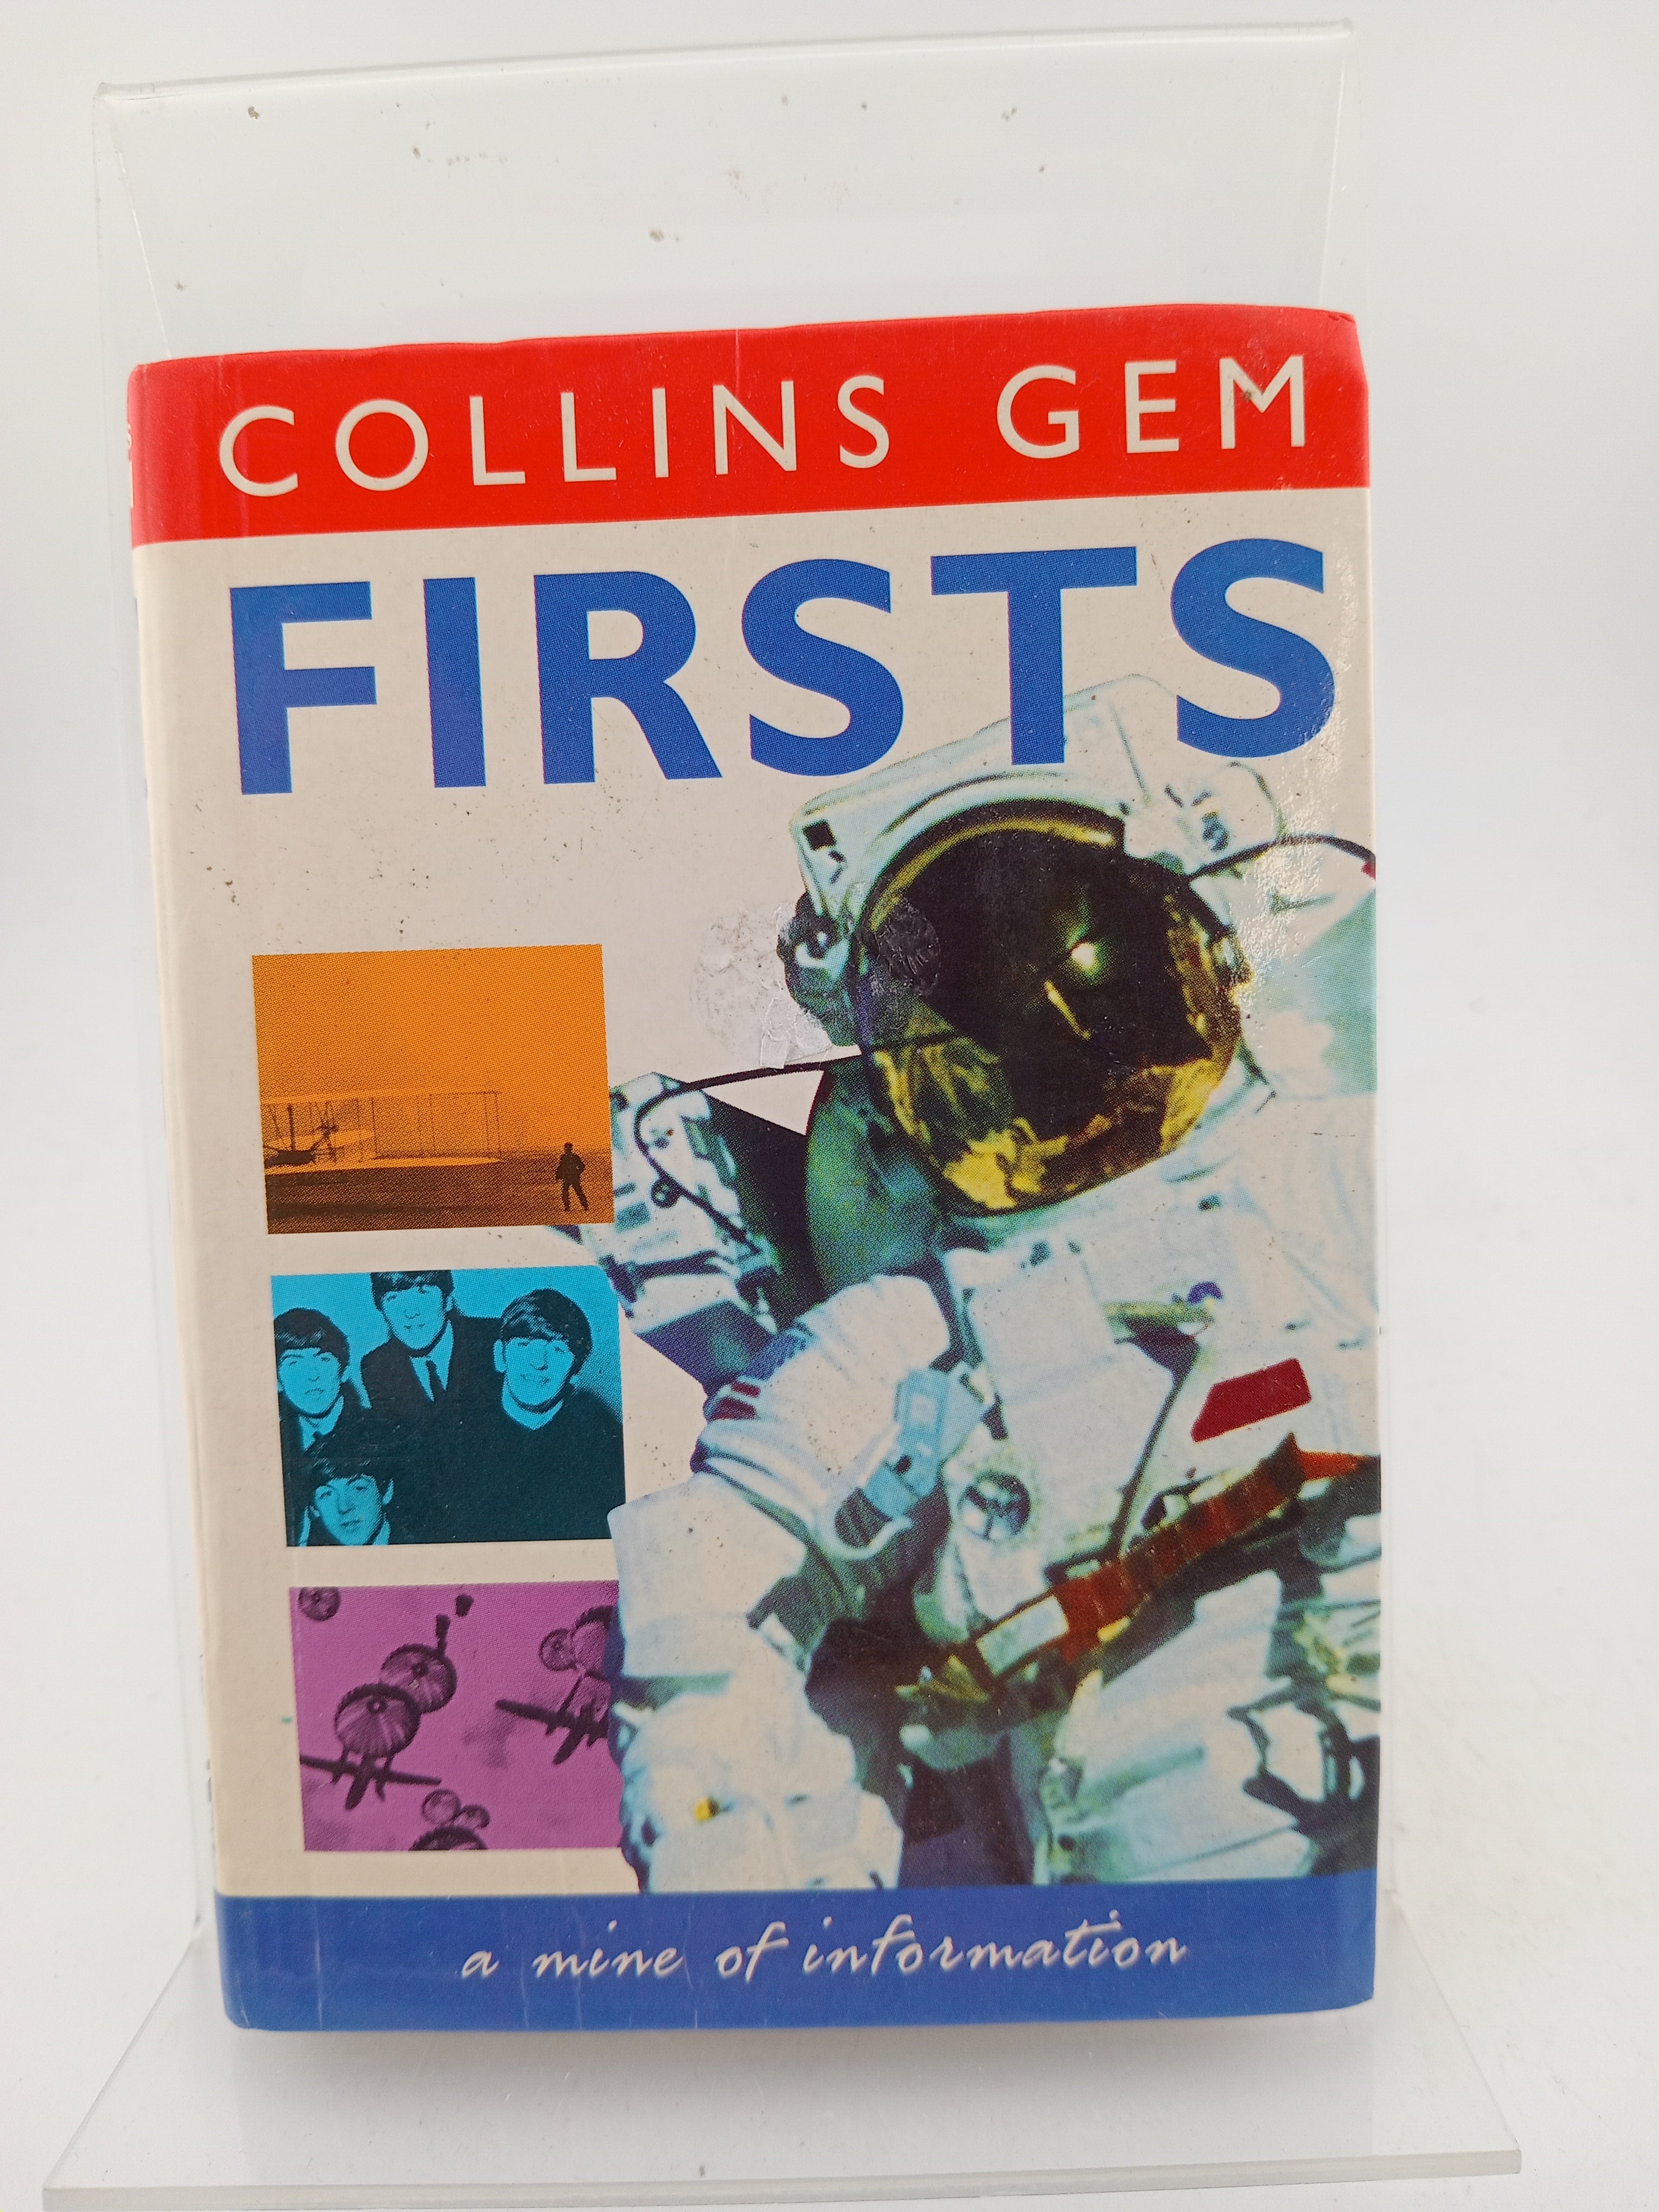 COLLINS GEM
FIRSTS
a mine of information